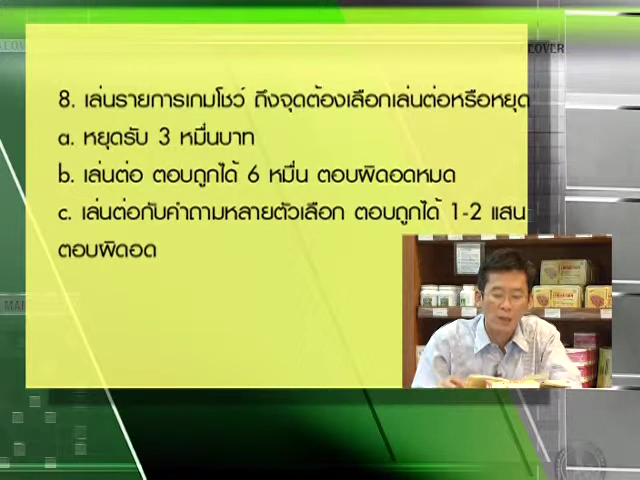 8. เล่นรายการเกมโชว์ ถึงจุดต้องเลือกเล่นต่อหรือหยุด
a. หยุดรับ 3 หมื่นบาท
b. เล่นต่อ ตอบถูกได้ 6 หมื่น ตอบผิดอดหมด
c. เล่นต่อกับคำถามหลายตัวเลือก ตอบถูกได้ 1-2 แสน
ตอบผิดอด